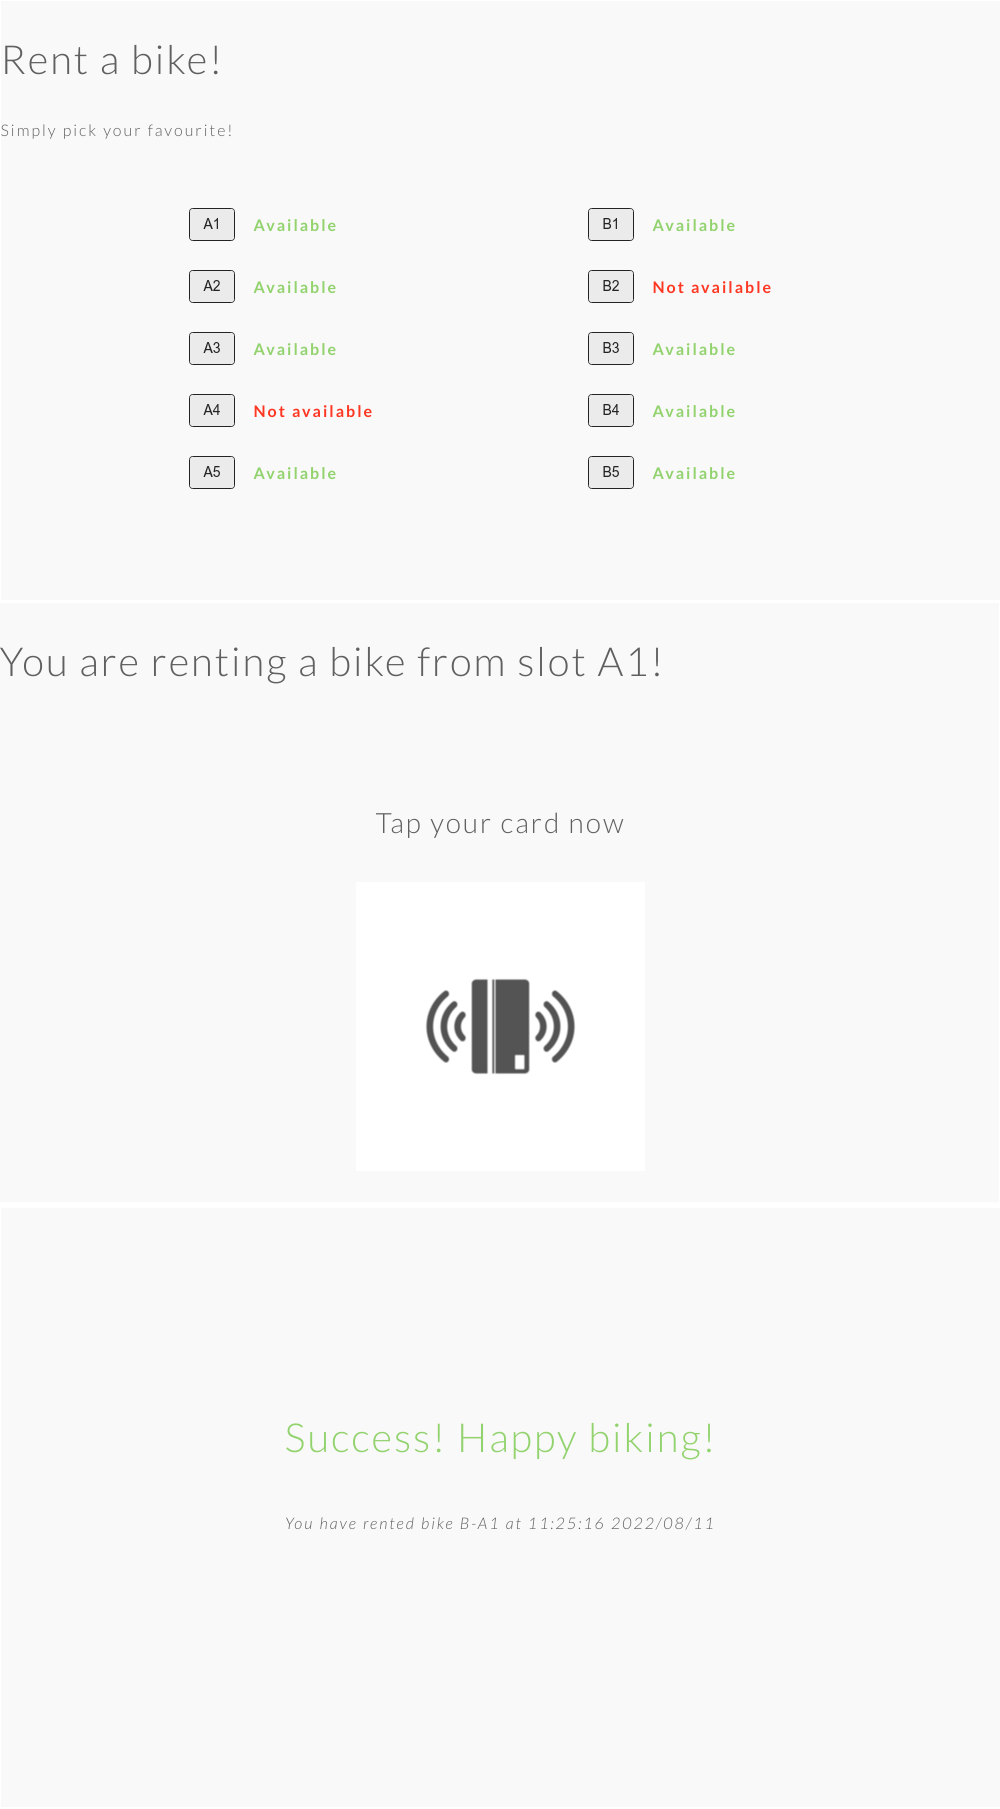 Rent a bike!
Simply pick your favourite!
A1 Available B1 Available
A2 Available B2 Not available
A3 Available B3 Available
A4 Not available B4 Available
A5 Available B5 Available
You are renting a bike from slot A1!
Tap your card now
Success! Happy biking!
You have rented bike B-A1 at 11:25:16 2022/08/11